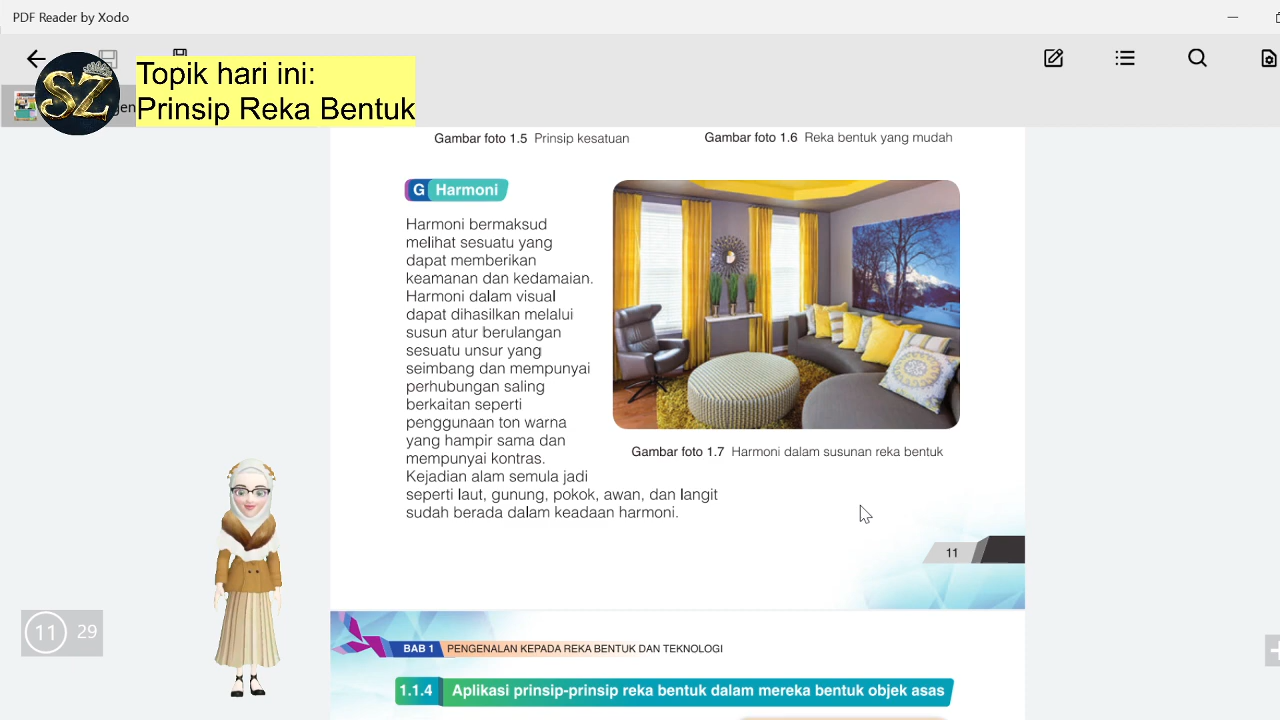 PDF Reader by Xodo
SZ
Topik hari ini:
Prinsip Reka Bentuk
gen
Gambar foto 1.5 Prinsip kesatuan
Gambar foto 1.6 Reka bentuk yang mudah
G Harmoni
Harmoni bermaksud
melihat sesuatu yang
dapat memberikan
keamanan dan kedamaian.
Harmoni dalam visual
dapat dihasilkan melalui
susun atur berulangan
sesuatu unsur yang
seimbang dan mempunyai
perhubungan saling
berkaitan seperti
penggunaan ton warna
yang hampir sama dan
mempunyai kontras.
Kejadian alam semula jadi
seperti laut, gunung, pokok, awan, dan langit
sudah berada dalam keadaan harmoni.
Gambar foto 1.7 Harmoni dalam susunan reka bentuk
11
11 29
BAB 1 PENGENALAN KEPADA REKA BENTUK DAN TEKNOLOGI
1.1.4 Aplikasi prinsip-prinsip reka bentuk dalam mereka bentuk objek asas